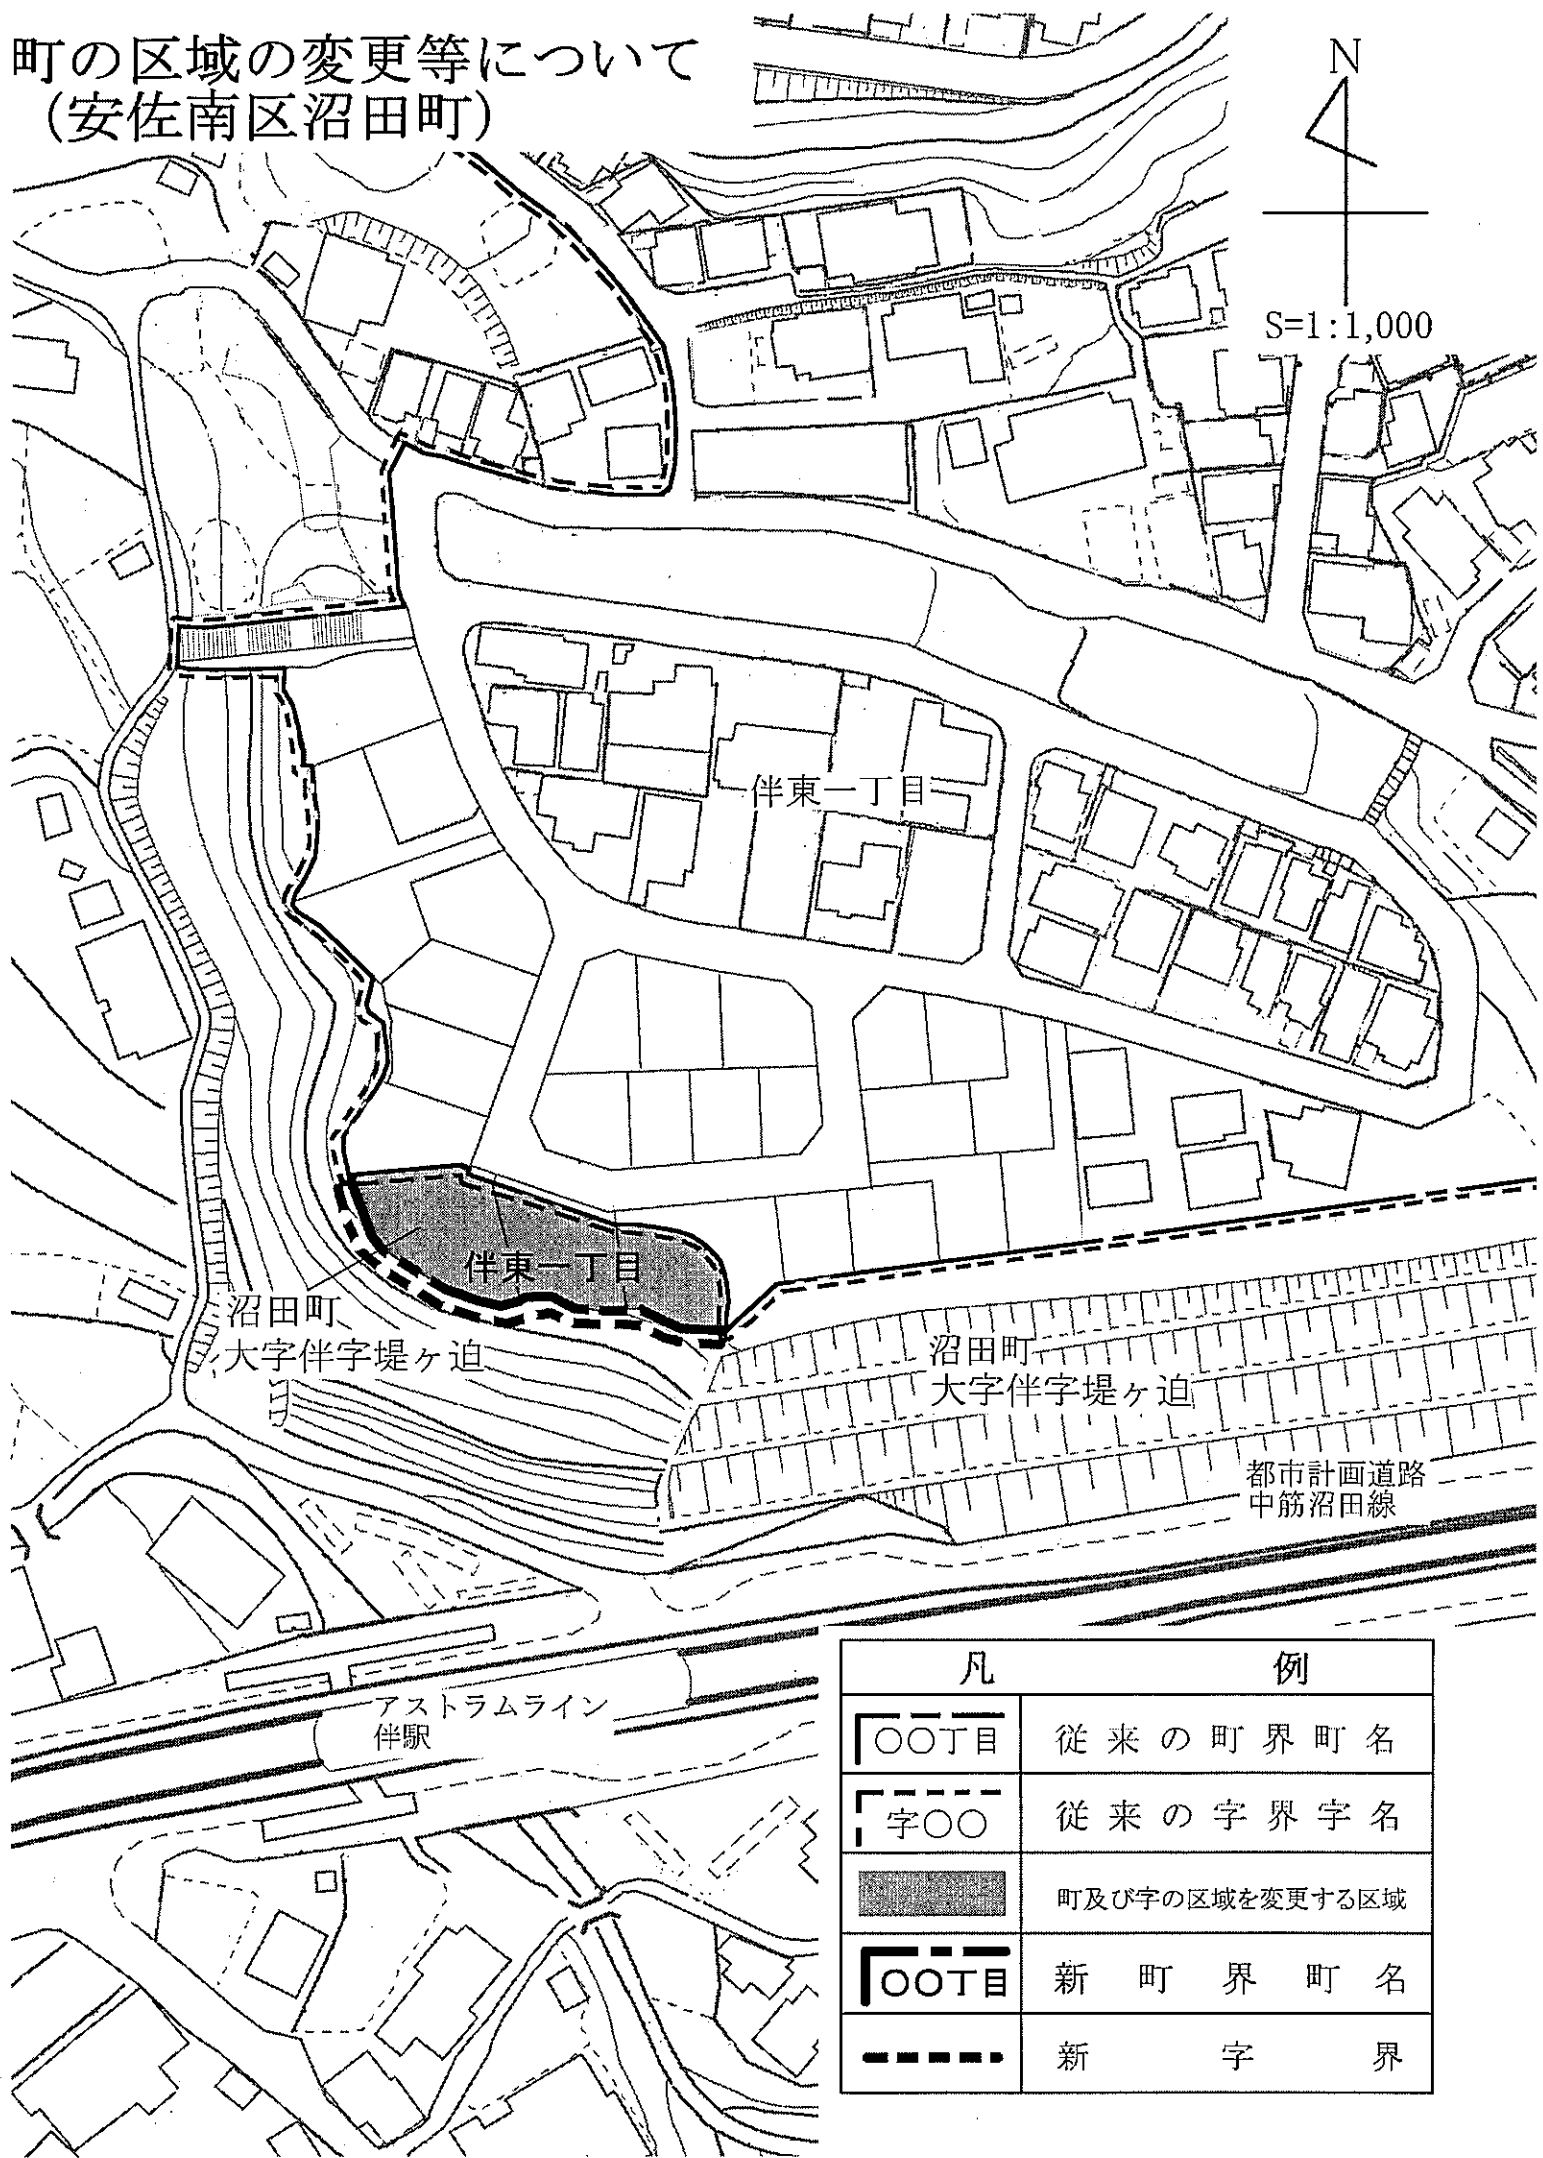 町の区域の変更等について
(安佐南区沼田町)
N
S=1:1,000
伴東一丁目
伴東一丁目
沼田町
大字伴字堤ヶ迫
沼田町
大字伴字堤ヶ迫
都市計画道路
中筋沼田線
アストラムライン
伴駅
凡例
〇〇丁目 従来の町界町名
字〇〇 従来の字界字名
町及び字の区域を変更する区域
〇〇丁目 新町界町名
新字界